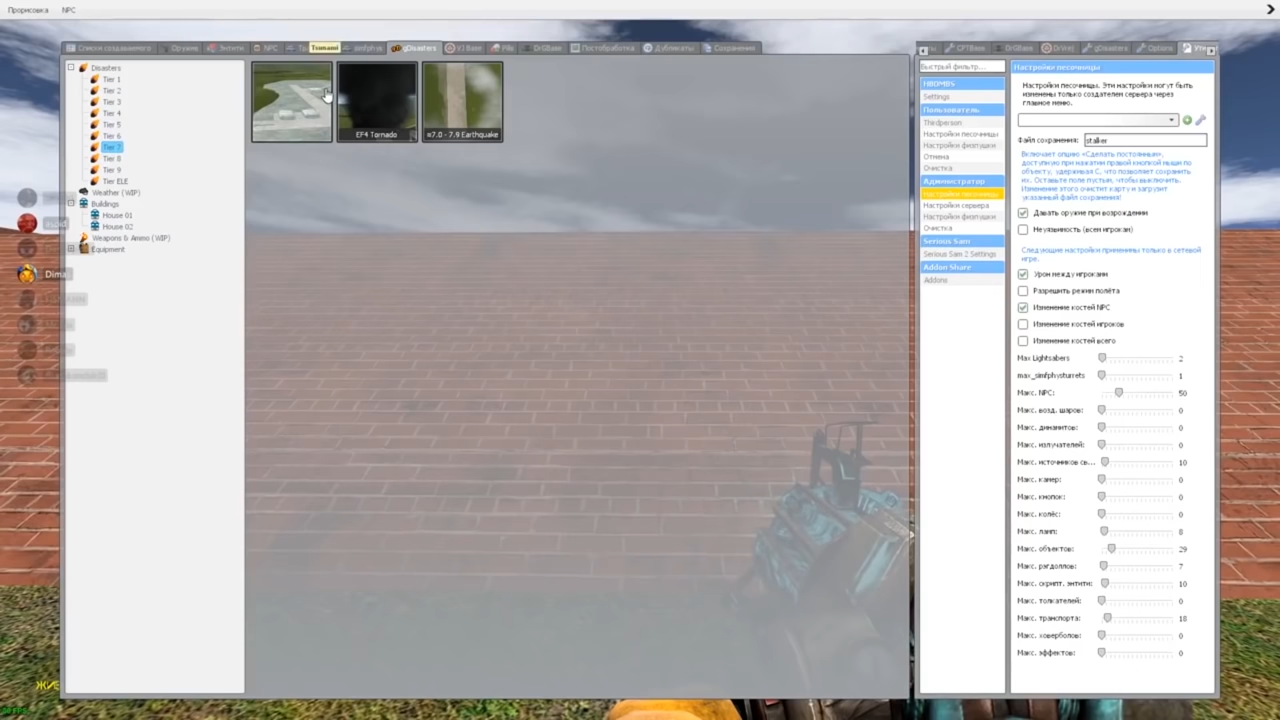 Прорисовка NPC
Список создаваемого Оружие Энтити NPC Tsunami simfphys gDisasters VJ Base Pills DrGBase Постобработка Дубликаты Сохранения
CPTBase DrGBase DrVrej gDisasters Options
Disasters
Tier 1
Tier 2
Tier 3
Tier 4
Tier 5
Tier 6
Tier 7
Tier 8
Tier 9
Tier ELE
Weather (WIP)
Buildings
House 01
House 02
Weapons & Ammo (WIP)
Equipment
Dima
EF4 Tornado
≡7.0 - 7.9 Earthquake
Быстрый фильтр...
HBOMBS
Settings
Пользователь
Thirdperson
Настройки песочницы
Настройки физпушки
Отмена
Очистка
Администратор
Настройки песочницы
Настройки сервера
Настройки физпушки
Очистка
Serious Sam
Serious Sam 2 Settings
Addon Share
Addons
Настройки песочницы
Настройки песочницы. Эти настройки могут быть
изменены только создателем сервера через
главное меню.
Файл сохранения: stalker
Включает опцию «Сделать постоянным»,
доступную при нажатии правой кнопкой мыши по
объекту, удерживая C, что позволяет сохранить
их. Оставьте поле пустым, чтобы выключить.
Изменение этого очистит карту и загрузит
указанный файл сохранения!
Давать оружие при возрождении
Неуязвимость (всем игрокам)
Следующие настройки применимы только в сетевой
игре.
Урон между игроками
Разрешить режим полёта
Изменение костей NPC
Изменение костей игроков
Изменение костей всего
Max Lightsabers 2
max_simfphysturrets 1
Макс. NPC: 50
Макс. возд. шаров: 0
Макс. динамитов: 0
Макс. излучателей: 0
Макс. источников св... 10
Макс. камер: 0
Макс. кнопок: 0
Макс. колёс: 0
Макс. ламп: 8
Макс. объектов: 29
Макс. рэгдоллов: 7
Макс. скрипт. энтити: 10
Макс. толкателей: 0
Макс. транспорта: 18
Макс. ховерболов: 0
Макс. эффектов: 0